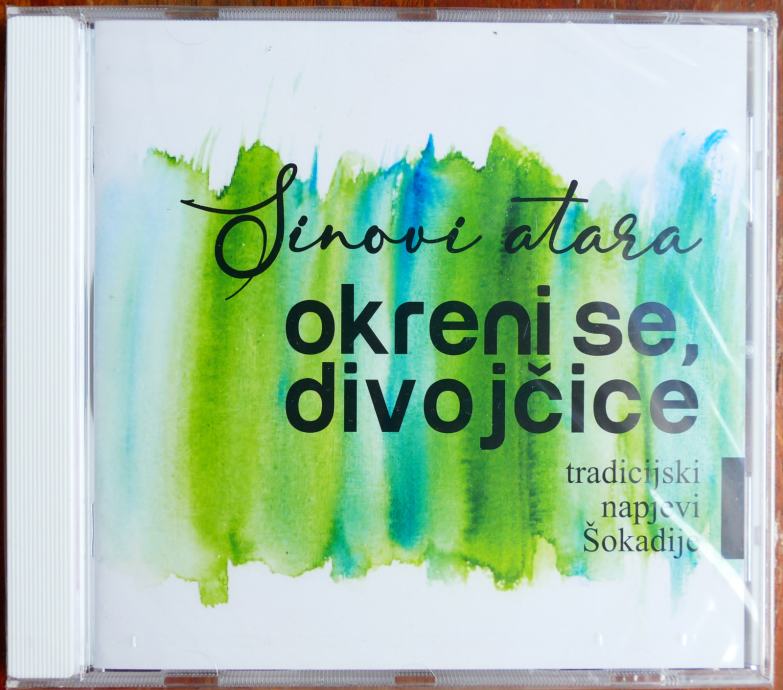 Sinovi atara
okreni se,
divojčice
tradicijski
napjevi
Šokadije